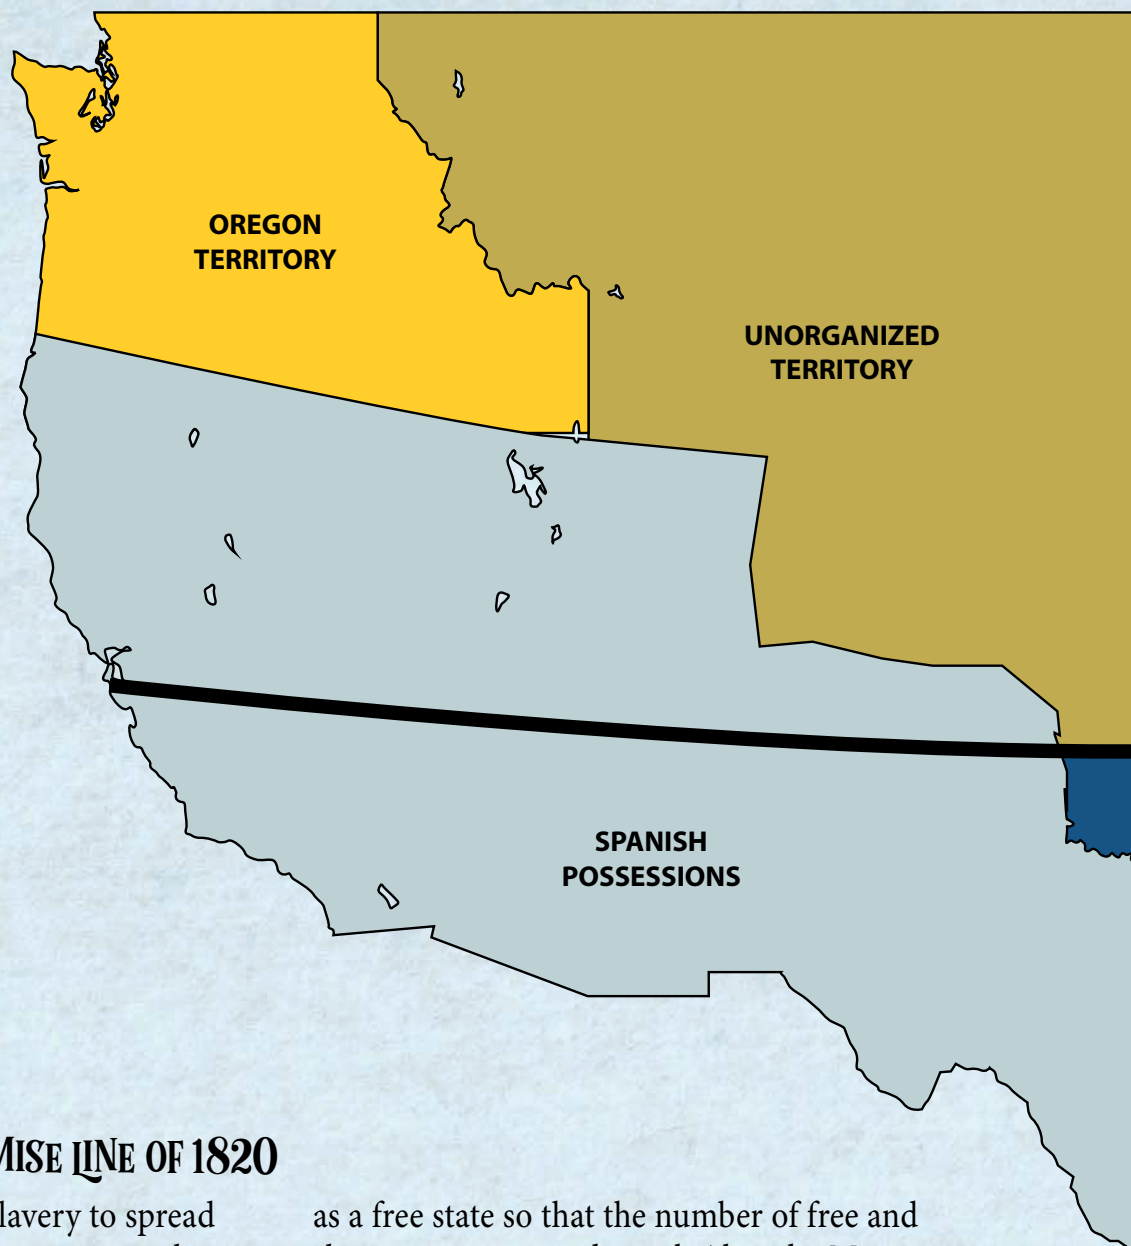 OREGON
TERRITORY
UNORGANIZED
TERRITORY
SPANISH
POSSESSIONS
MISE LINE OF 1820
lavery to spread
as a free state so that the number of free and